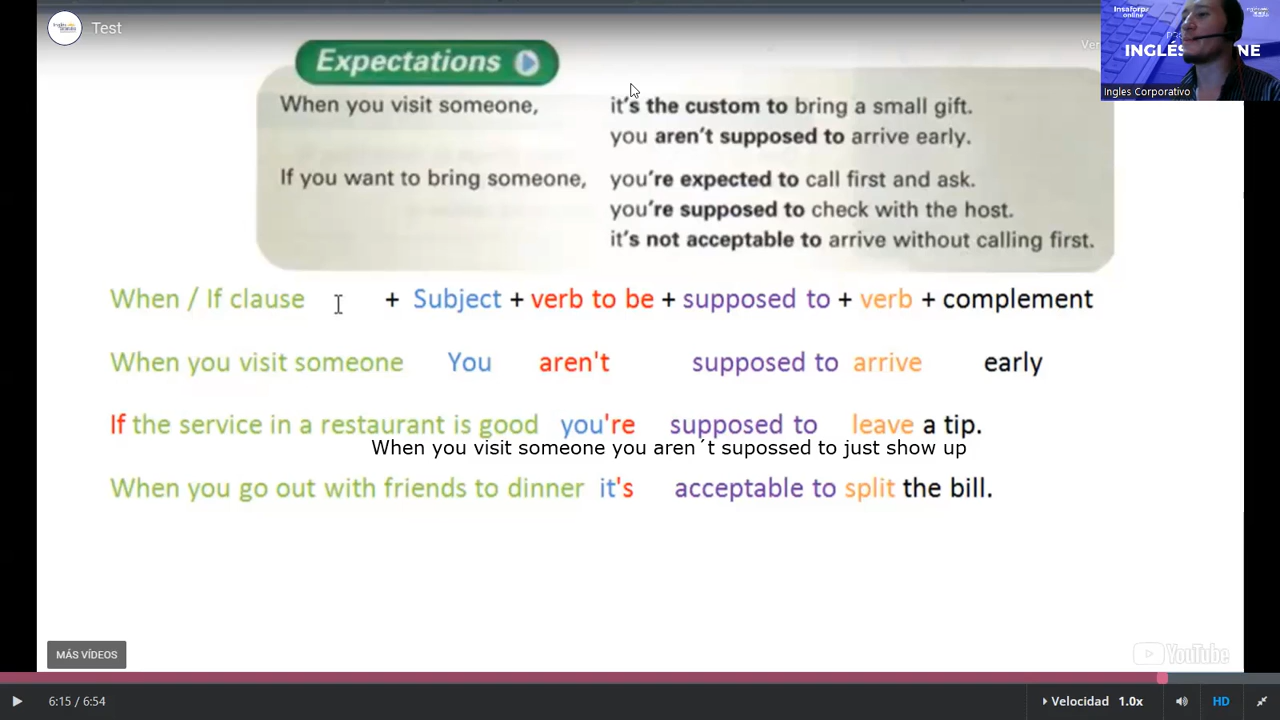 Test
Expectations
When you visit someone, it's the custom to bring a small gift.
you aren't supposed to arrive early.
If you want to bring someone, you're expected to call first and ask.
you're supposed to check with the host.
it's not acceptable to arrive without calling first.
When / If clause + Subject + verb to be + supposed to + verb + complement
When you visit someone You aren't supposed to arrive early
If the service in a restaurant is good you're supposed to leave a tip.
When you visit someone you aren´t supossed to just show up
When you go out with friends to dinner it's acceptable to split the bill.
Insaforp
online
INGLÉS
NE
Ingles Corporativo
MÁS VÍDEOS
YouTube
6:15 / 6:54
Velocidad 1.0x
HD